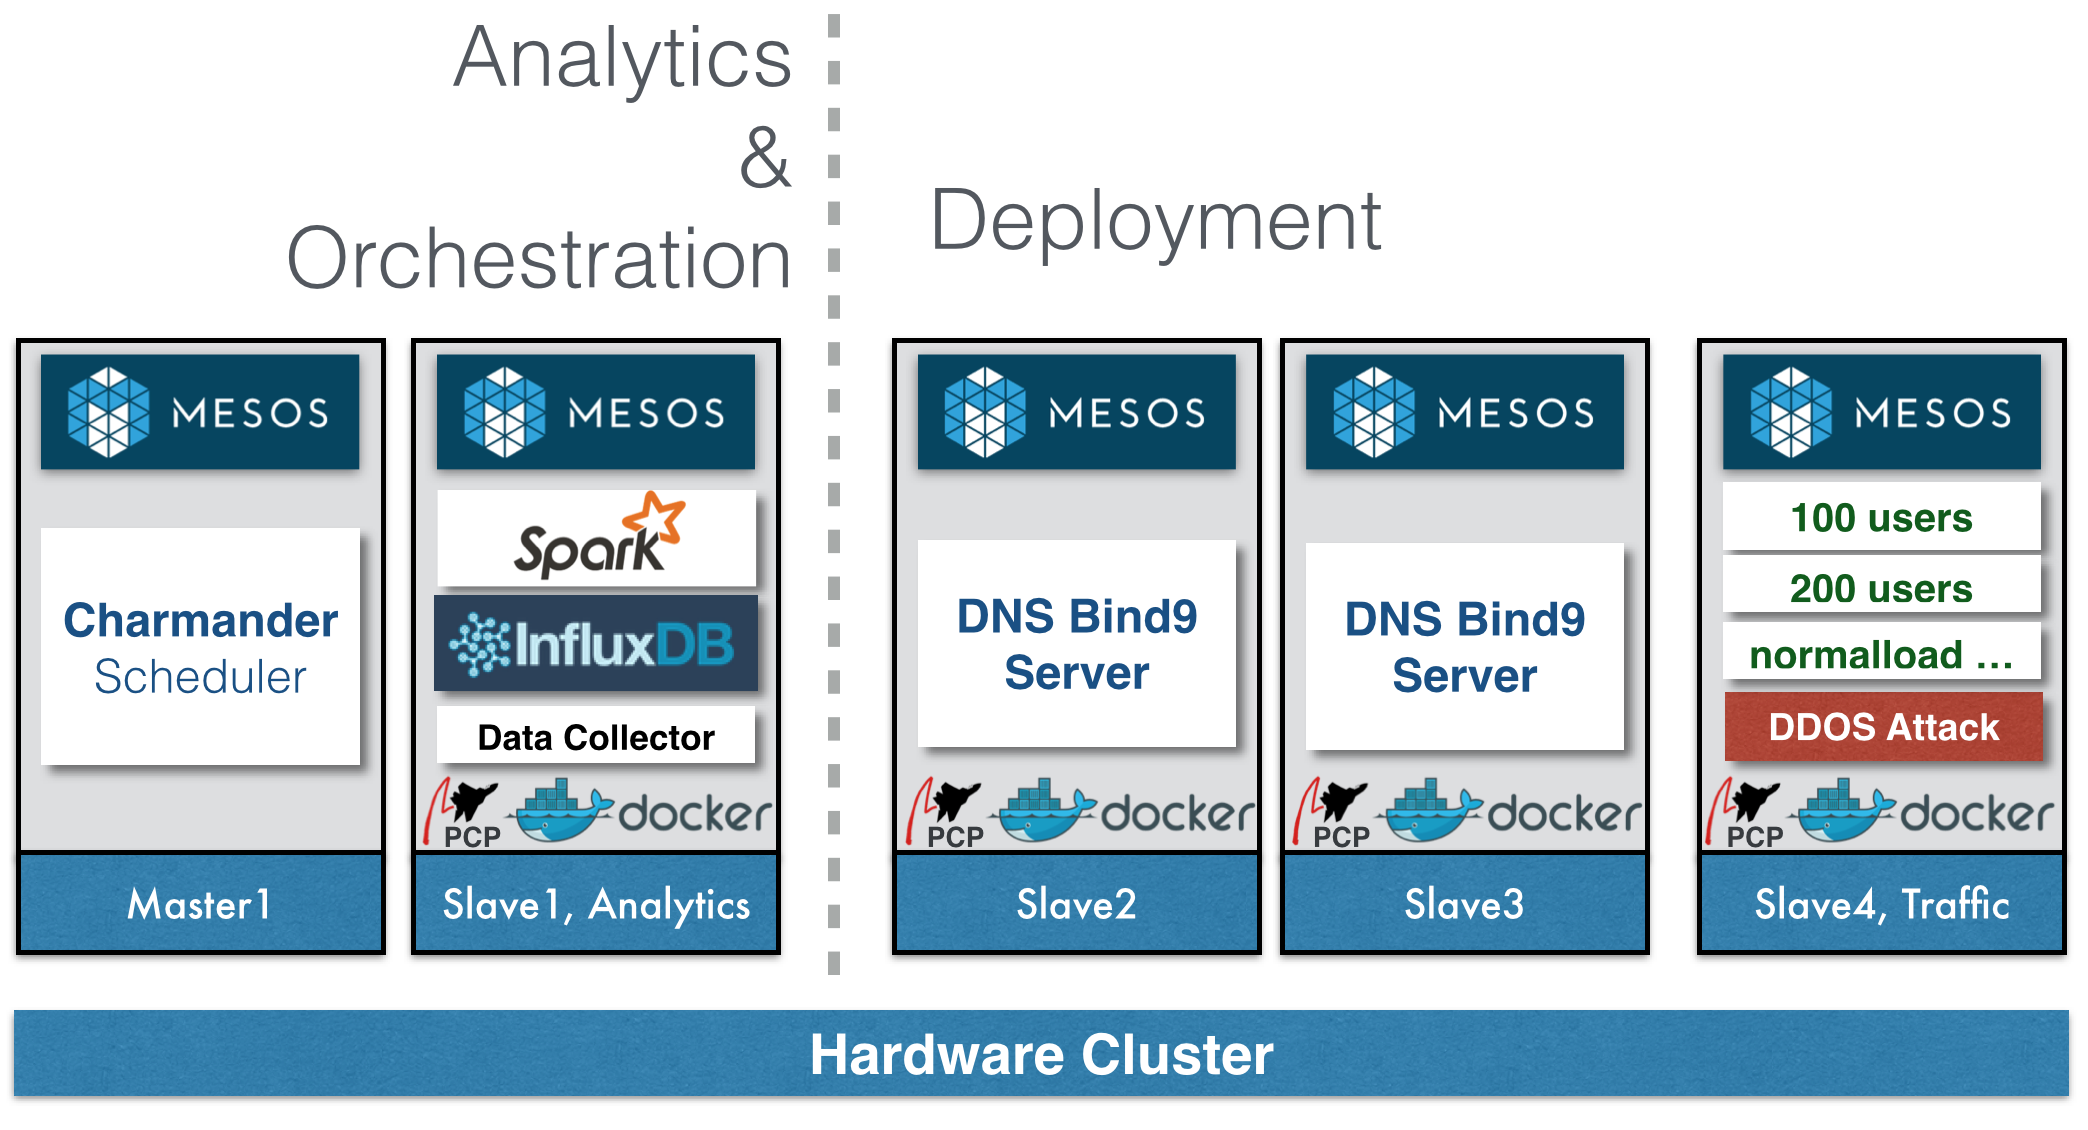 Analytics
&
Orchestration
Deployment
MESOS
Charmander
Scheduler
Master1
MESOS
Spark
InfluxDB
Data Collector
PCP docker
Slave1, Analytics
MESOS
DNS Bind9
Server
PCP docker
Slave2
MESOS
DNS Bind9
Server
PCP docker
Slave3
MESOS
100 users
200 users
normalload ...
DDOS Attack
PCP docker
Slave4, Traffic
Hardware Cluster